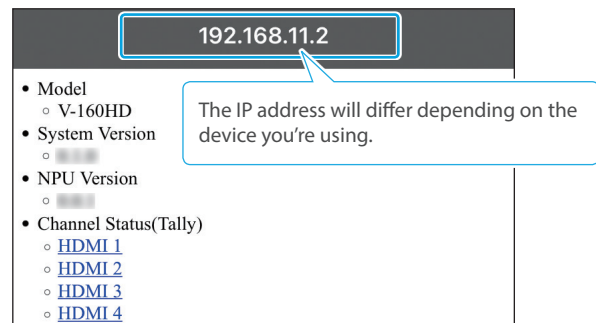 192.168.11.2
The IP address will differ depending on the
device you're using.
• Model
◦ V-160HD
• System Version
• NPU Version
• Channel Status(Tally)
◦ HDMI 1
◦ HDMI 2
◦ HDMI 3
◦ HDMI 4